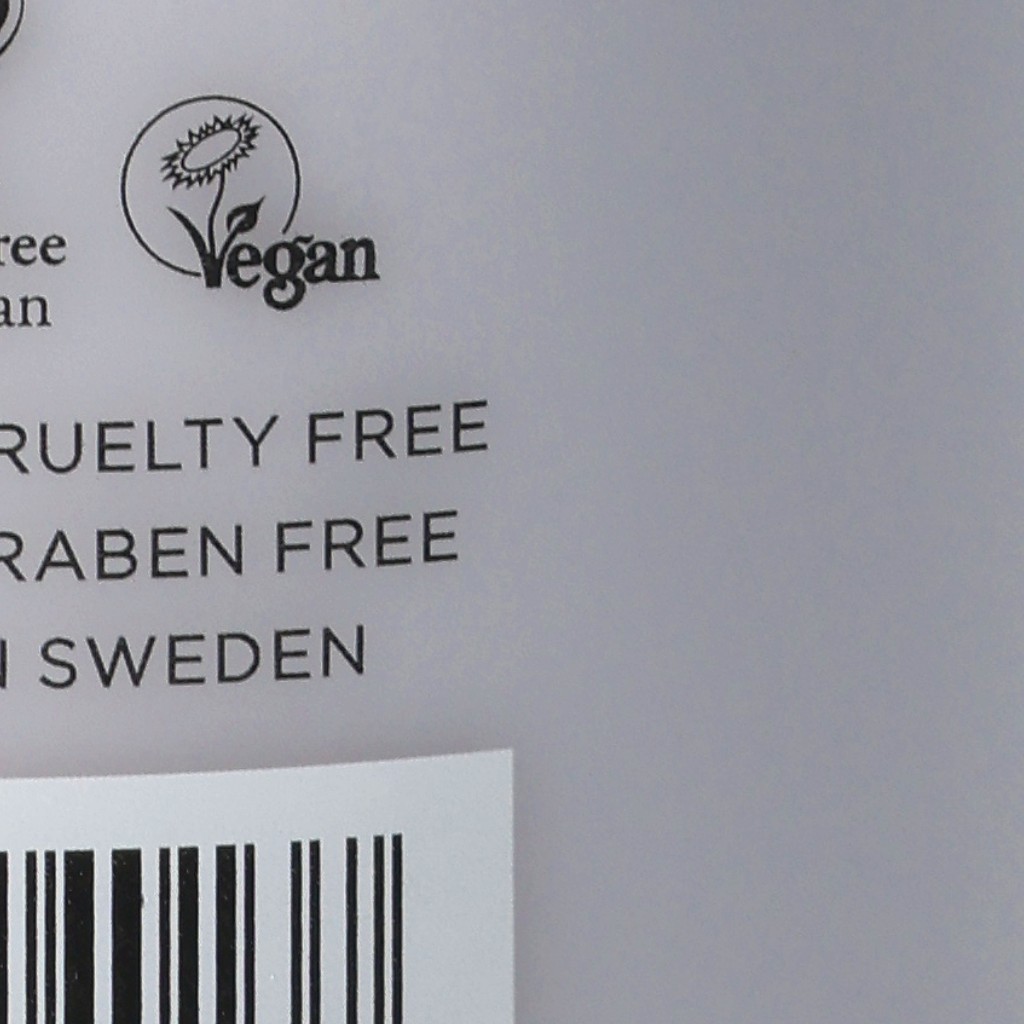 Vegan
ree
an
RUELTY FREE
RABEN FREE
N SWEDEN